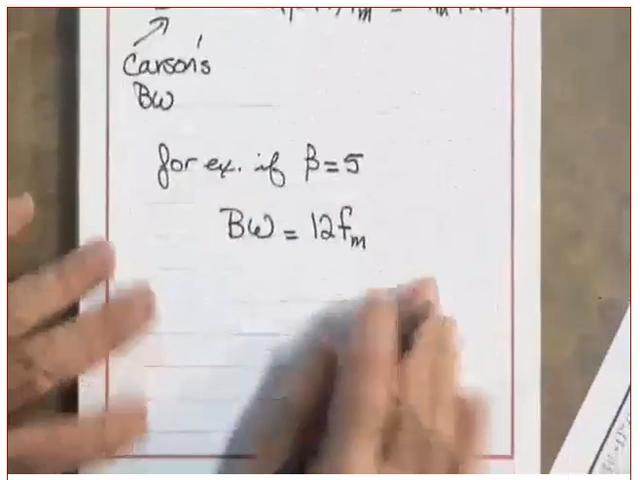 Carson's
BW
for ex. if β = 5
BW = 12fm